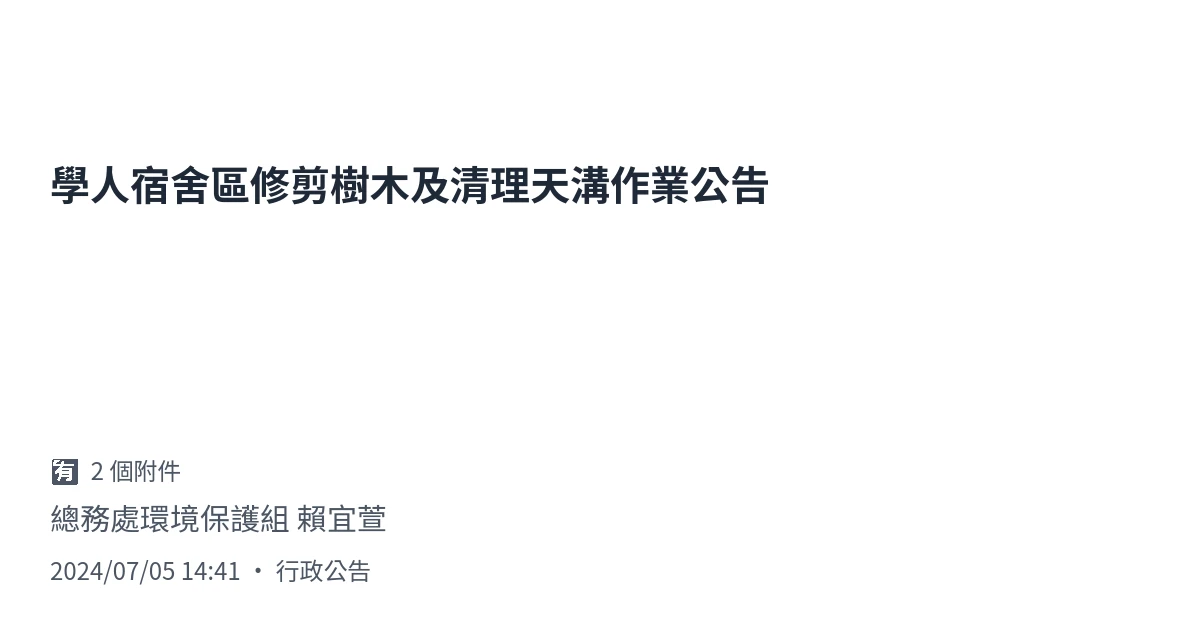 學人宿舍區修剪樹木及清理天溝作業公告
🈶 2 個附件
總務處環境保護組 賴宜萱
2024/07/05 14:41 • 行政公告